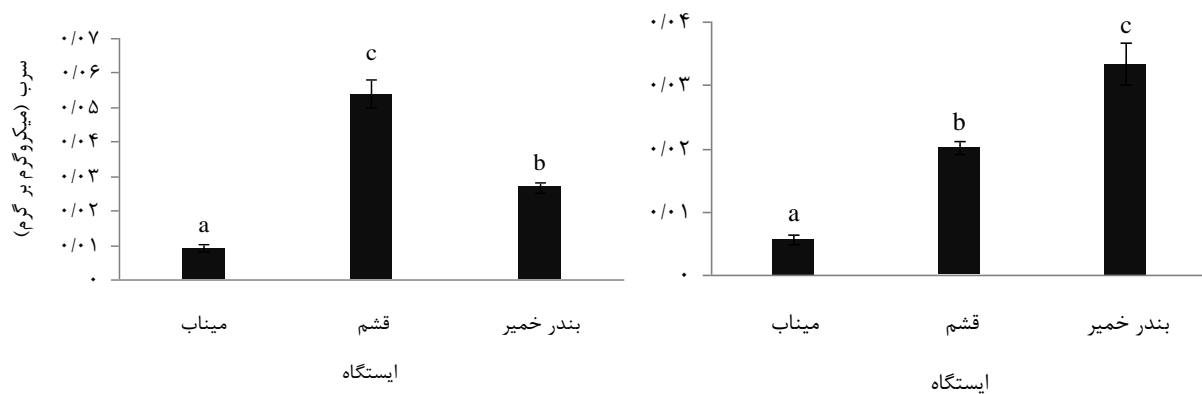 سرب (میکروگرم بر گرم)
۰/۰۷
۰/۰۶
۰/۰۵
۰/۰۴
۰/۰۳
۰/۰۲
۰/۰۱
۰
a
c
b
میناب
قشم
بندر خمیر
ایستگاه
۰/۰۴
۰/۰۳
۰/۰۲
۰/۰۱
۰
a
b
c
میناب
قشم
بندر خمیر
ایستگاه